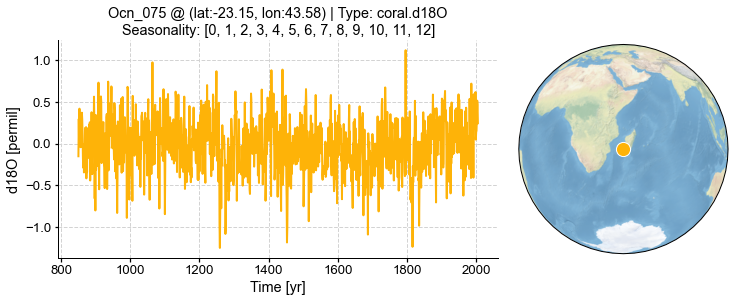 Ocn_075 @ (lat:-23.15, lon:43.58) | Type: coral.d18O
Seasonality: [0, 1, 2, 3, 4, 5, 6, 7, 8, 9, 10, 11, 12]
d18O [permil]
1.0
0.5
0.0
−0.5
−1.0
800 1000 1200 1400 1600 1800 2000
Time [yr]